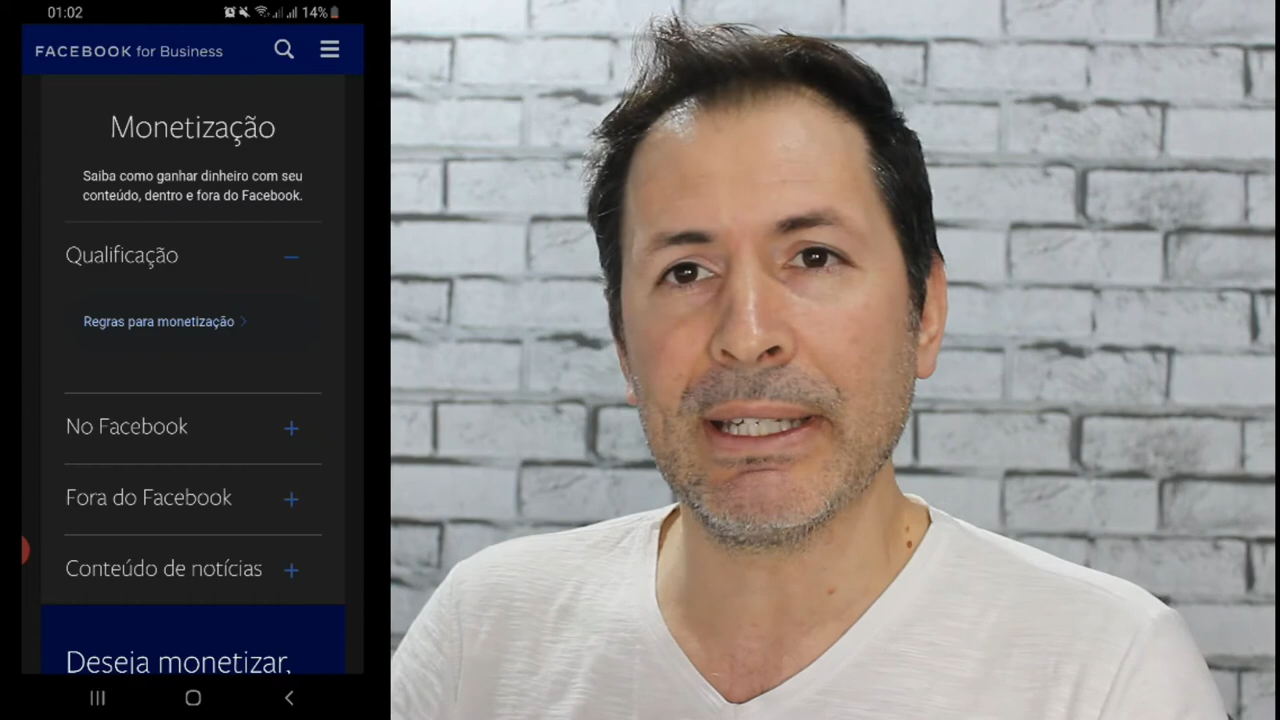 01:02
14%
FACEBOOK for Business
Monetização
Saiba como ganhar dinheiro com seu
conteúdo, dentro e fora do Facebook.
Qualificação
Regras para monetização
No Facebook
Fora do Facebook
Conteúdo de notícias
Deseja monetizar,